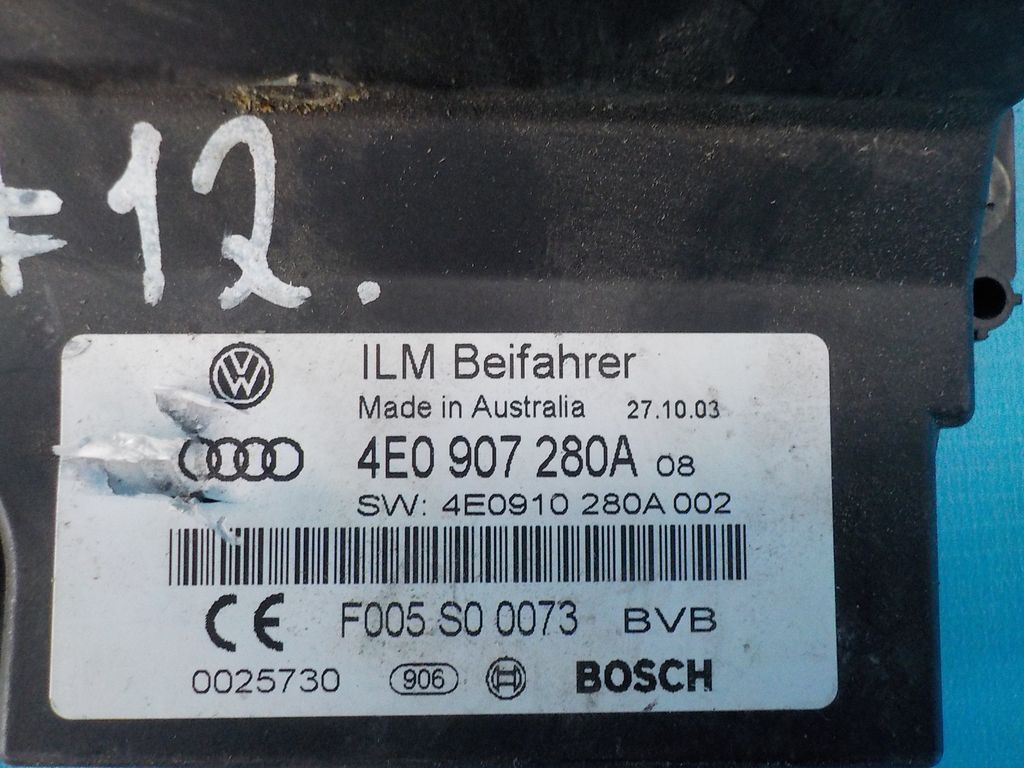 #12.
ILM Beifahrer
Made in Australia 27.10.03
4E0 907 280A 08
SW: 4E0910 280A 002
CE F005 S0 0073 BVB
0025730 906 BOSCH